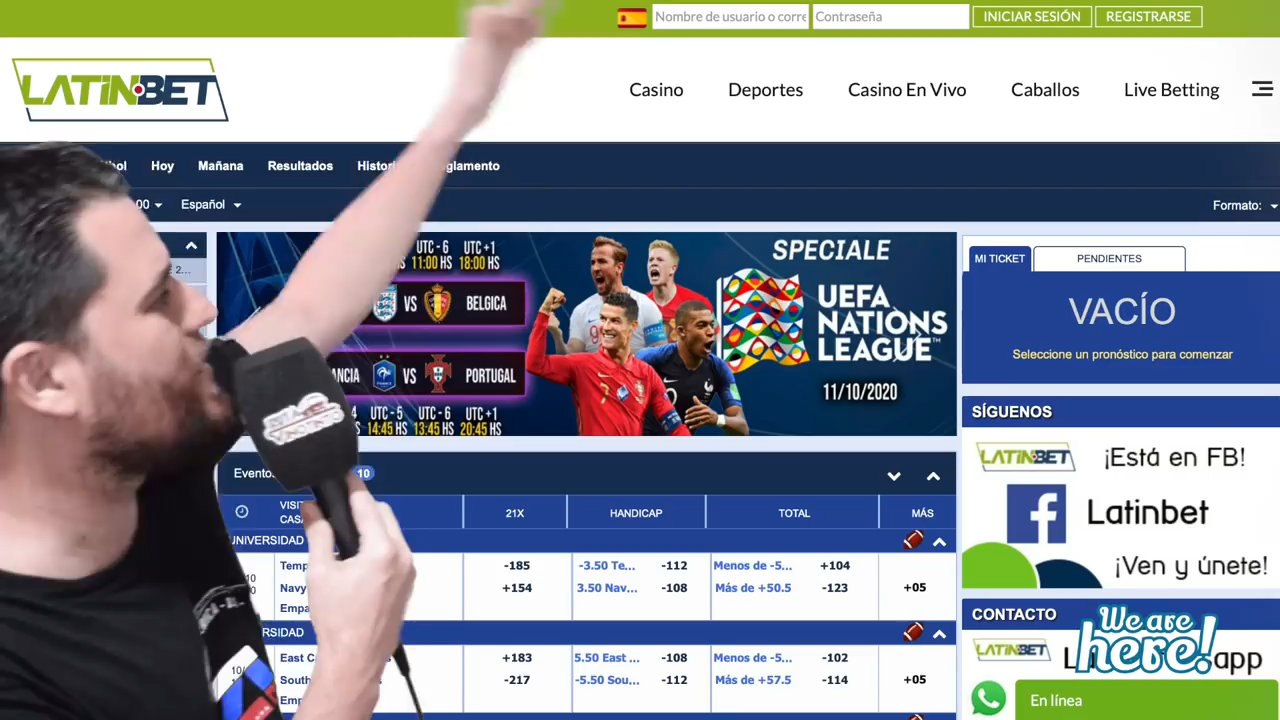 Nombre de usuario o corre
Contraseña
INICIAR SESIÓN
REGISTRARSE
LATINBET
Casino
Deportes
Casino En Vivo
Caballos
Live Betting
Hoy
Mañana
Resultados
Español
Formato:
UTC - 6
UTC +1
11:00 HS
18:00 HS
VS
BELGICA
VS
PORTUGAL
UTC - 5
UTC - 6
UTC +1
14:45 HS
13:45 HS
20:45 HS
SPECIALE
UEFA
NATIONS
LEAGUE™
11/10/2020
MI TICKET
PENDIENTES
VACÍO
Seleccione un pronóstico para comenzar
SÍGUENOS
LATINBET
¡Está en FB!
Latinbet
¡Ven y únete!
CONTACTO
LATINBET
We are
here!
En línea
10
21X
HANDICAP
TOTAL
MÁS
-185
-3.50 Te...
-112
Menos de -5...
+104
Navy
+154
3.50 Nav...
-108
Más de +50.5
-123
+05
+183
5.50 East ...
-108
Menos de -5...
-102
-217
-5.50 Sou...
-112
Más de +57.5
-114
+05